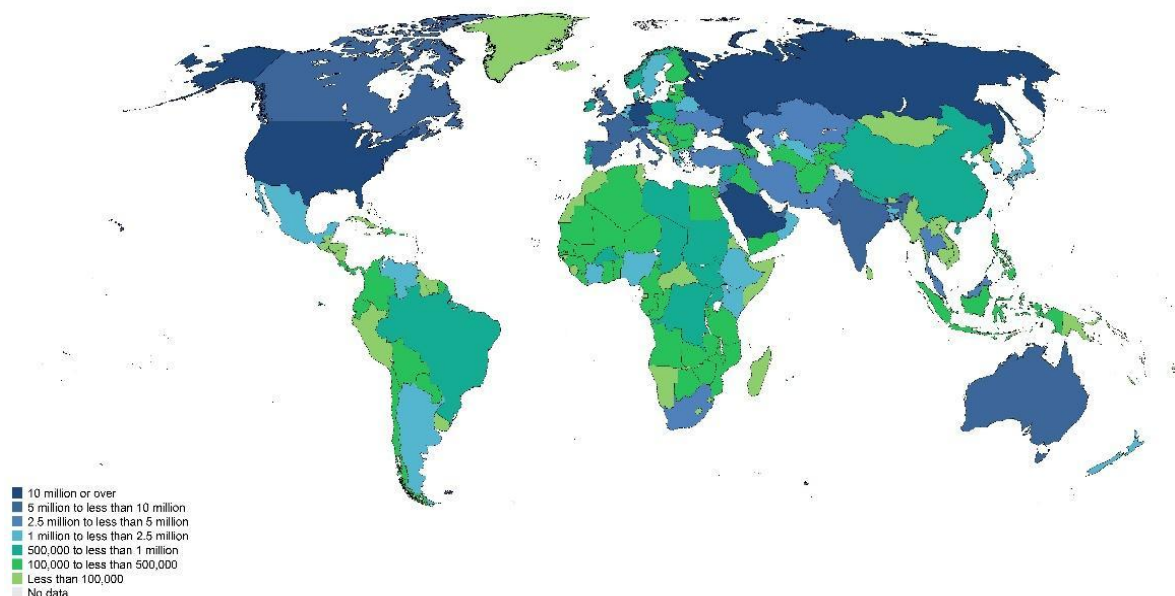 10 million or over
5 million to less than 10 million
2.5 million to less than 5 million
1 million to less than 2.5 million
500,000 to less than 1 million
100,000 to less than 500,000
Less than 100,000
No data